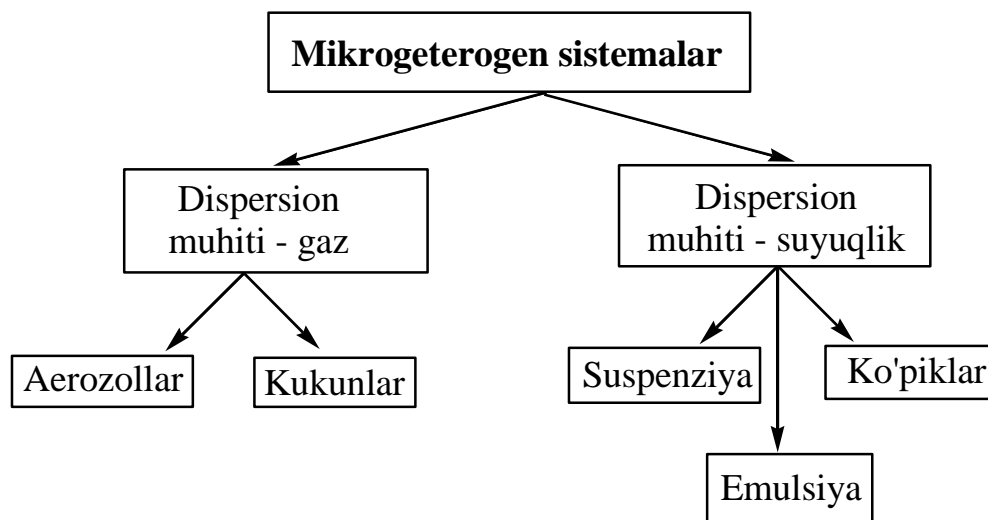 Mikrogeterogen sistemalar
Dispersion
muhiti - gaz
Dispersion
muhiti - suyuqlik
Aerozollar
Kukunlar
Suspenziya
Ko'piklar
Emulsiya